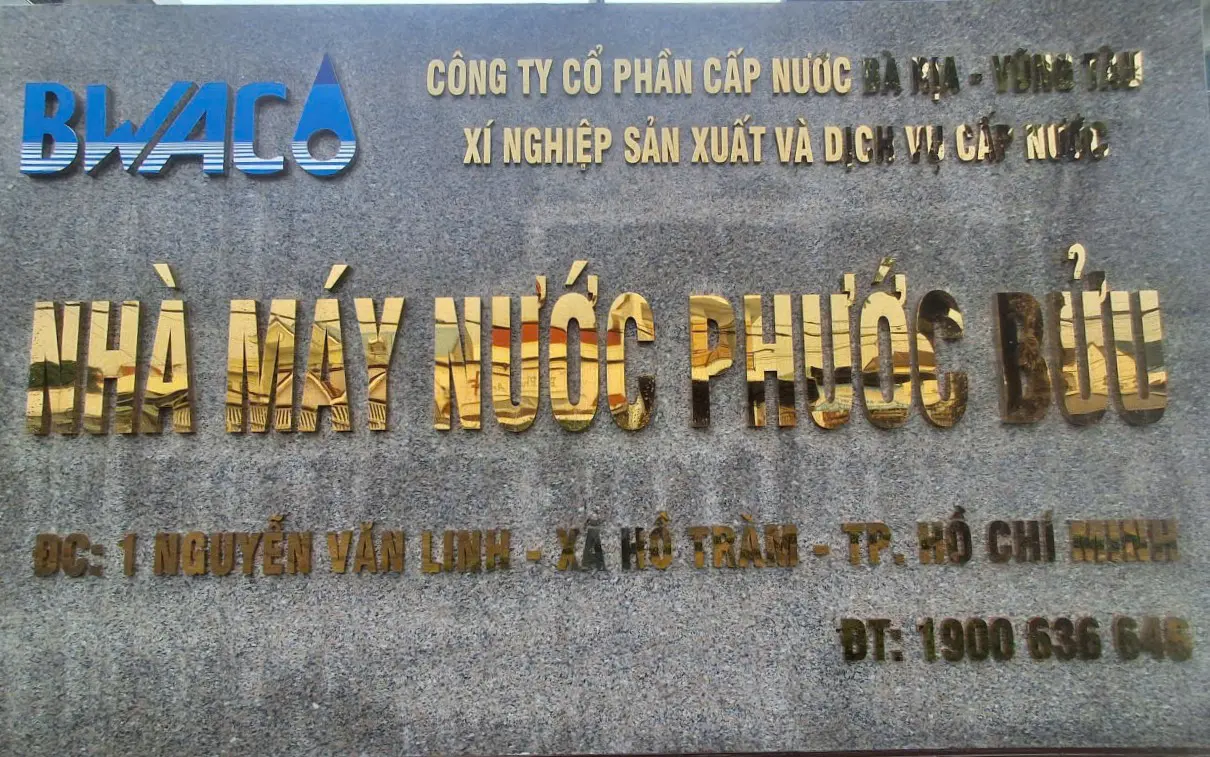 BWACO
CÔNG TY CỔ PHẦN CẤP NƯỚC BÀ RỊA - VŨNG TÀU
XÍ NGHIỆP SẢN XUẤT VÀ DỊCH VỤ CẤP NƯỚC
NHÀ MÁY NƯỚC PHƯỚC BỬU
ĐC: 1 NGUYỄN VĂN LINH - XÃ HỒ TRÀM - TP. HỒ CHÍ MINH
ĐT: 1900 636 646